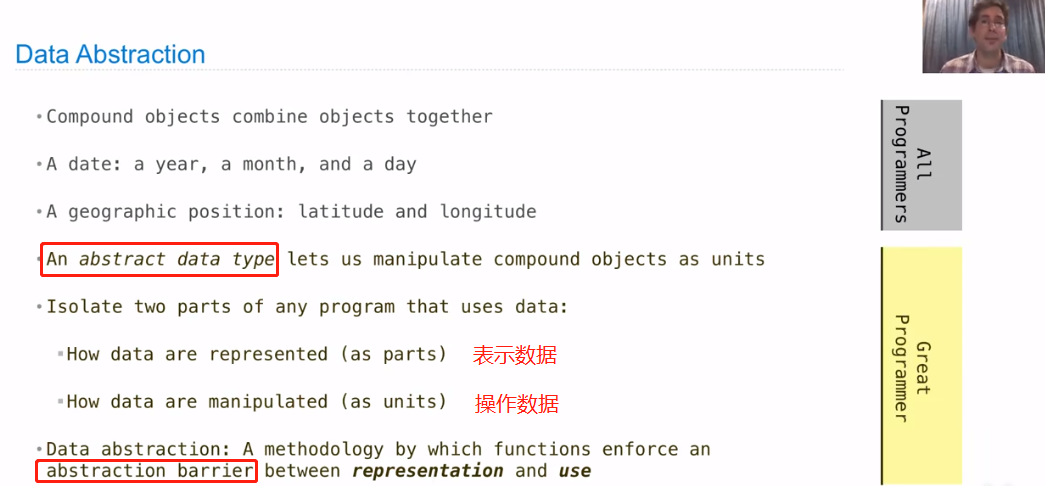 Data Abstraction
•Compound objects combine objects together
•A date: a year, a month, and a day
•A geographic position: latitude and longitude
•An abstract data type lets us manipulate compound objects as units
•Isolate two parts of any program that uses data:
▪How data are represented (as parts) 表示数据
▪How data are manipulated (as units) 操作数据
•Data abstraction: A methodology by which functions enforce an
abstraction barrier between representation and use
All
Programmers
Great
Programmer